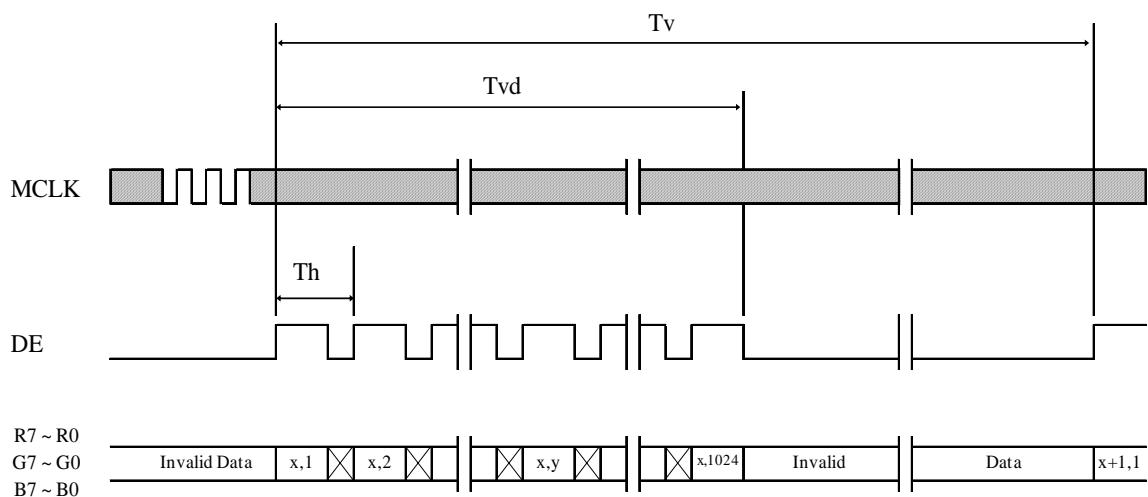 Tv
Tvd
MCLK
Th
DE
R7 ~ R0
G7 ~ G0
B7 ~ B0
Invalid Data
x,1
x,2
x,y
x,1024
Invalid
Data
x+1,1